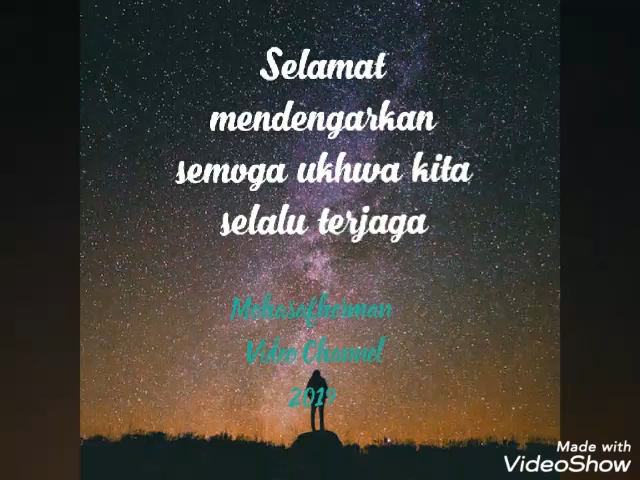 Selamat
mendengarkan
semoga ukhwa kita
selalu terjaga
Video Channel
2019
Made with
VideoShow